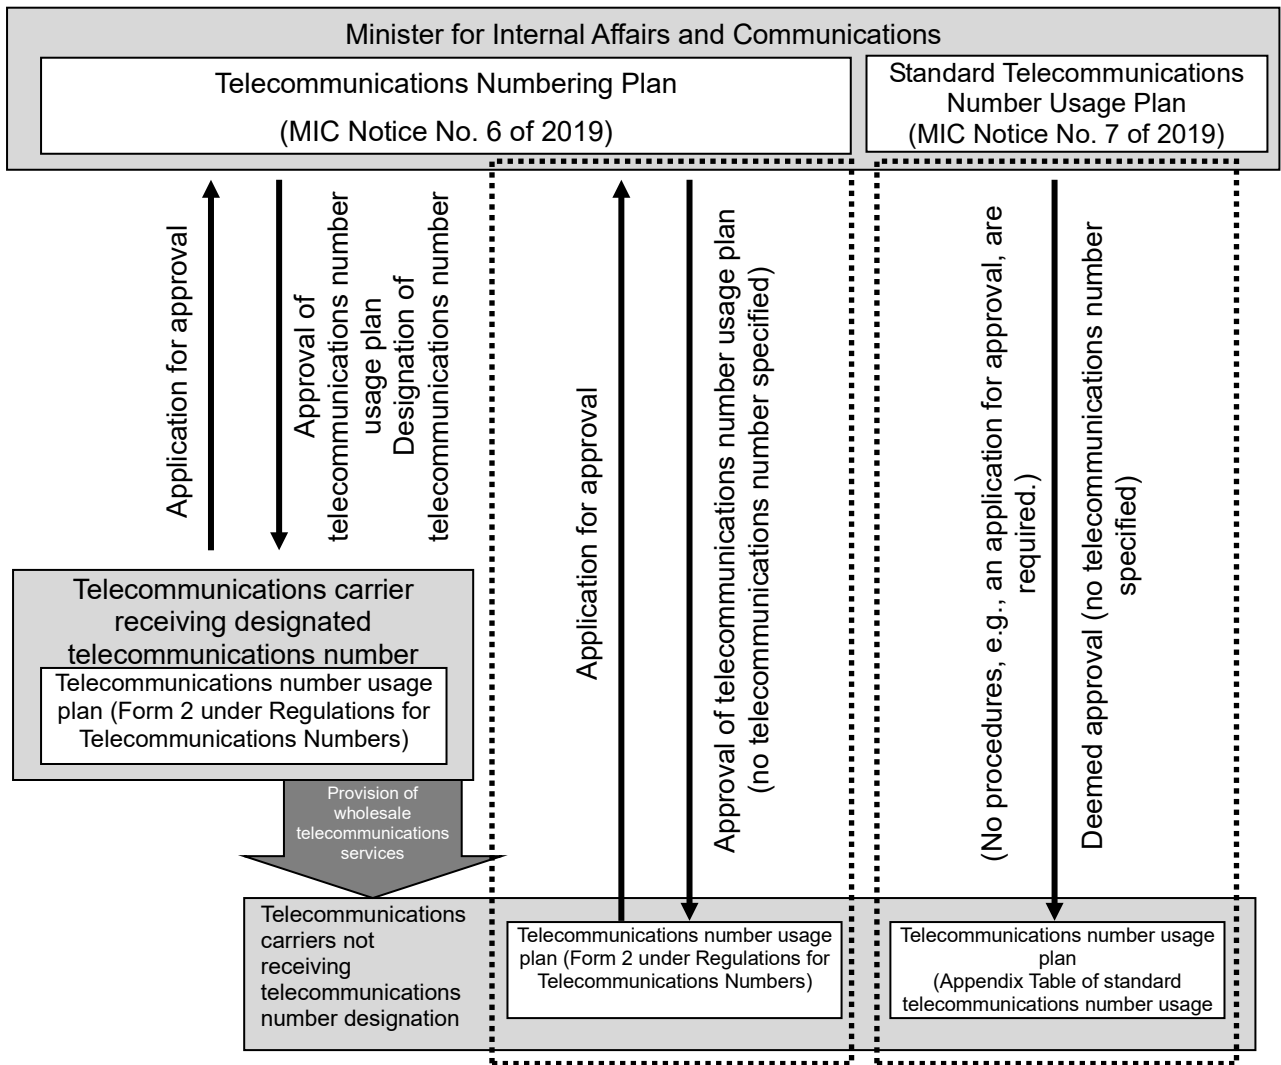 Minister for Internal Affairs and Communications
Telecommunications Numbering Plan
(MIC Notice No. 6 of 2019)
Standard Telecommunications
Number Usage Plan
(MIC Notice No. 7 of 2019)
Application for approval
Approval of
telecommunications number
usage plan
Designation of
telecommunications number
Application for approval
Approval of telecommunications number usage plan
(no telecommunications number specified)
(No procedures, e.g., an application for approval, are
required.)
Deemed approval (no telecommunications number
specified)
Telecommunications carrier
receiving designated
telecommunications number
Telecommunications number usage
plan (Form 2 under Regulations for
Telecommunications Numbers)
Provision of
wholesale
telecommunications
services
Telecommunications
carriers not
receiving
telecommunications
number designation
Telecommunications number usage
plan (Form 2 under Regulations for
Telecommunications Numbers)
Telecommunications number usage
plan
(Appendix Table of standard
telecommunications number usage